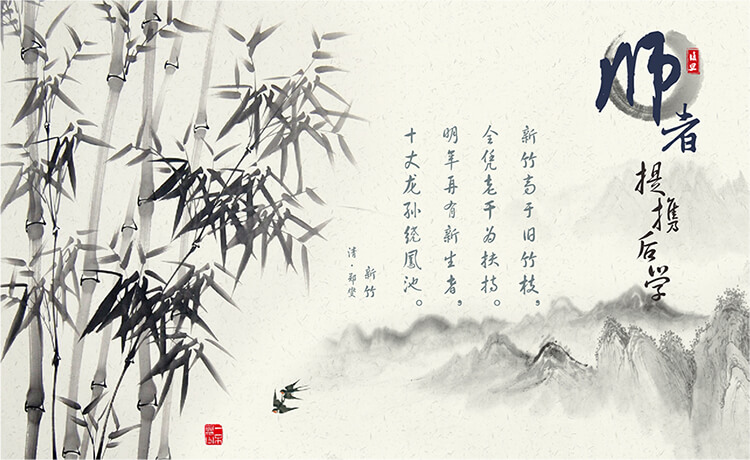 师者
提携后学
新竹高于旧竹枝，
全凭老干为扶持。
明年再有新生者，
十丈龙孙绕凤池。
新竹
清·郑燮